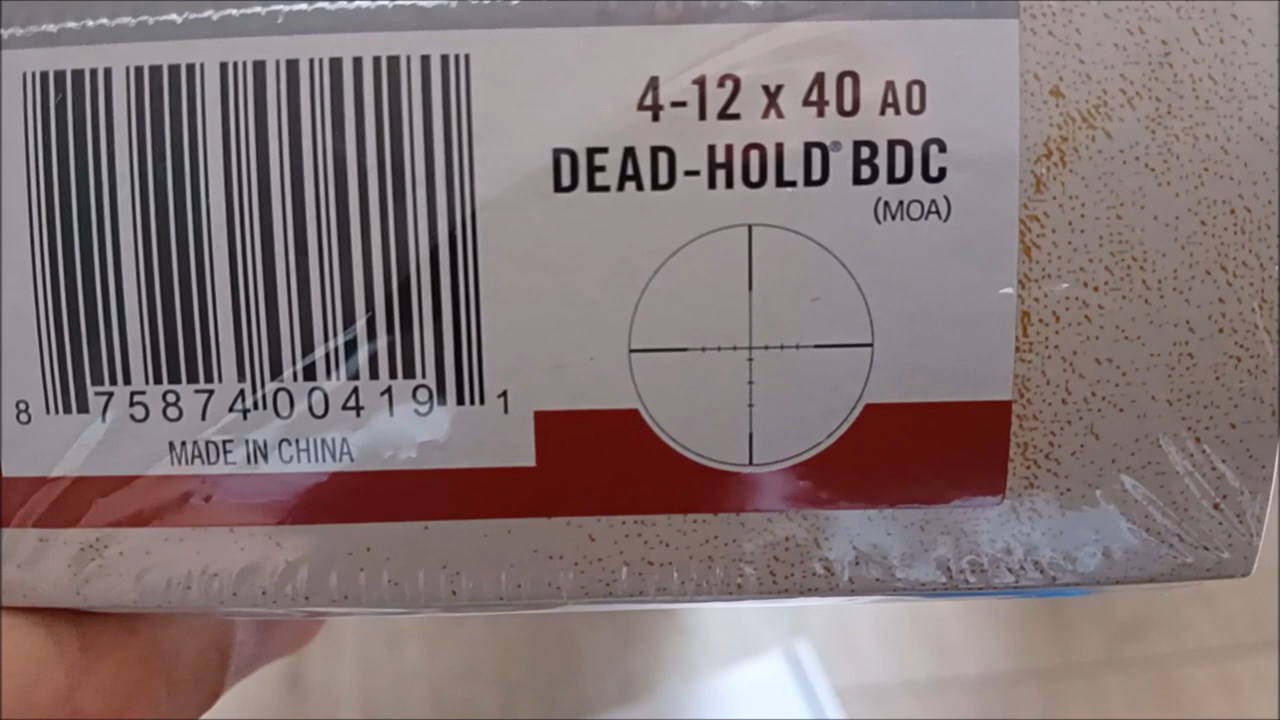 4-12 x 40 AO
DEAD-HOLD® BDC
(MOA)
8 75874 00419 1
MADE IN CHINA